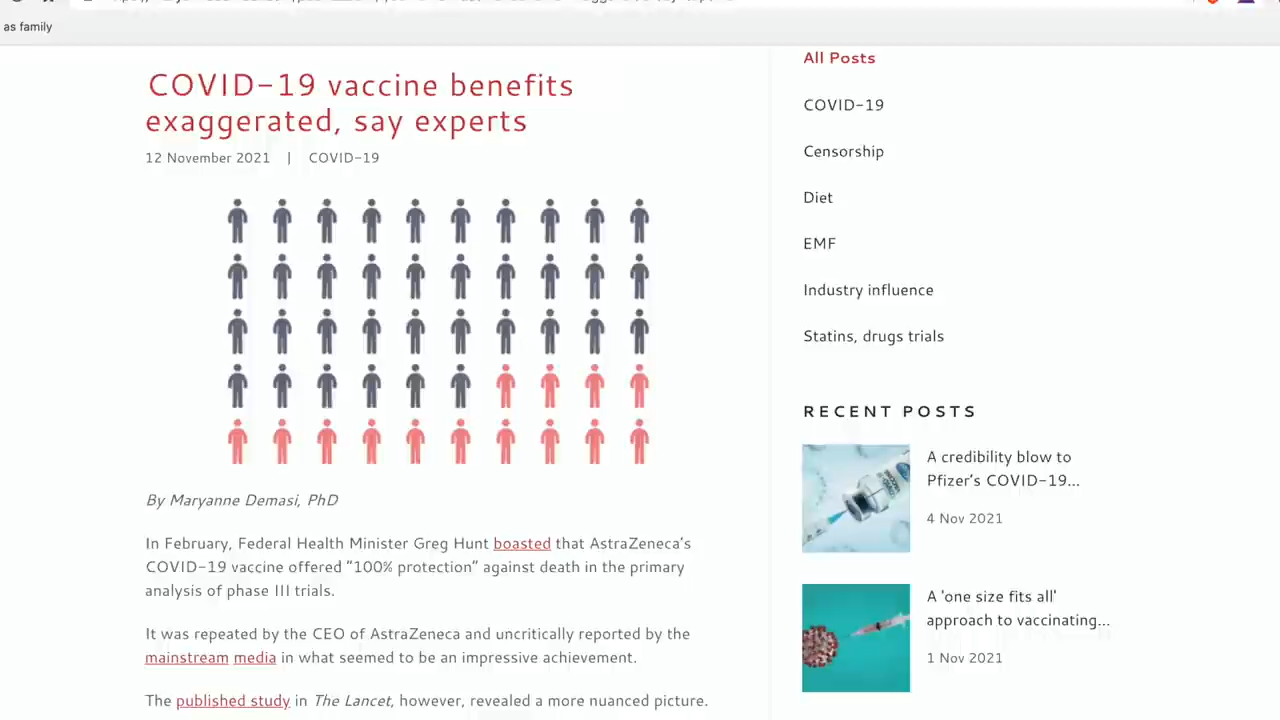 as family
COVID-19 vaccine benefits
exaggerated, say experts
12 November 2021 | COVID-19
By Maryanne Demasi, PhD
In February, Federal Health Minister Greg Hunt boasted that AstraZeneca's
COVID-19 vaccine offered "100% protection" against death in the primary
analysis of phase III trials.
It was repeated by the CEO of AstraZeneca and uncritically reported by the
mainstream media in what seemed to be an impressive achievement.
The published study in The Lancet, however, revealed a more nuanced picture.
All Posts
COVID-19
Censorship
Diet
EMF
Industry influence
Statins, drugs trials
RECENT POSTS
A credibility blow to
Pfizer's COVID-19...
4 Nov 2021
A 'one size fits all'
approach to vaccinating...
1 Nov 2021